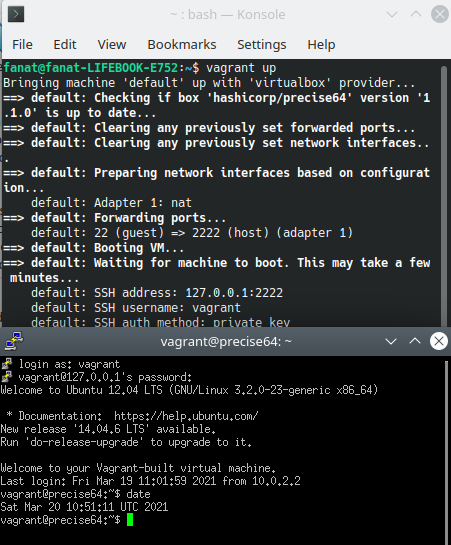 ~ : bash — Konsole
File Edit View Bookmarks Settings Help
fanat@fanat-LIFEBOOK-E752:~$ vagrant up
Bringing machine 'default' up with 'virtualbox' provider...
==> default: Checking if box 'hashicorp/precise64' version '1
.1.0' is up to date...
==> default: Clearing any previously set forwarded ports...
==> default: Clearing any previously set network interfaces..
.
==> default: Preparing network interfaces based on configurat
ion...
default: Adapter 1: nat
==> default: Forwarding ports...
default: 22 (guest) => 2222 (host) (adapter 1)
==> default: Booting VM...
==> default: Waiting for machine to boot. This may take a few
minutes...
default: SSH address: 127.0.0.1:2222
default: SSH username: vagrant
default: SSH auth method: private key
vagrant@precise64: ~
login as: vagrant
vagrant@127.0.0.1's password:
Welcome to Ubuntu 12.04 LTS (GNU/Linux 3.2.0-23-generic x86_64)
* Documentation: https://help.ubuntu.com/
New release '14.04.6 LTS' available.
Run 'do-release-upgrade' to upgrade to it.
Welcome to your Vagrant-built virtual machine.
Last login: Fri Mar 19 11:01:59 2021 from 10.0.2.2
vagrant@precise64:~$ date
Sat Mar 20 10:51:11 UTC 2021
vagrant@precise64:~$